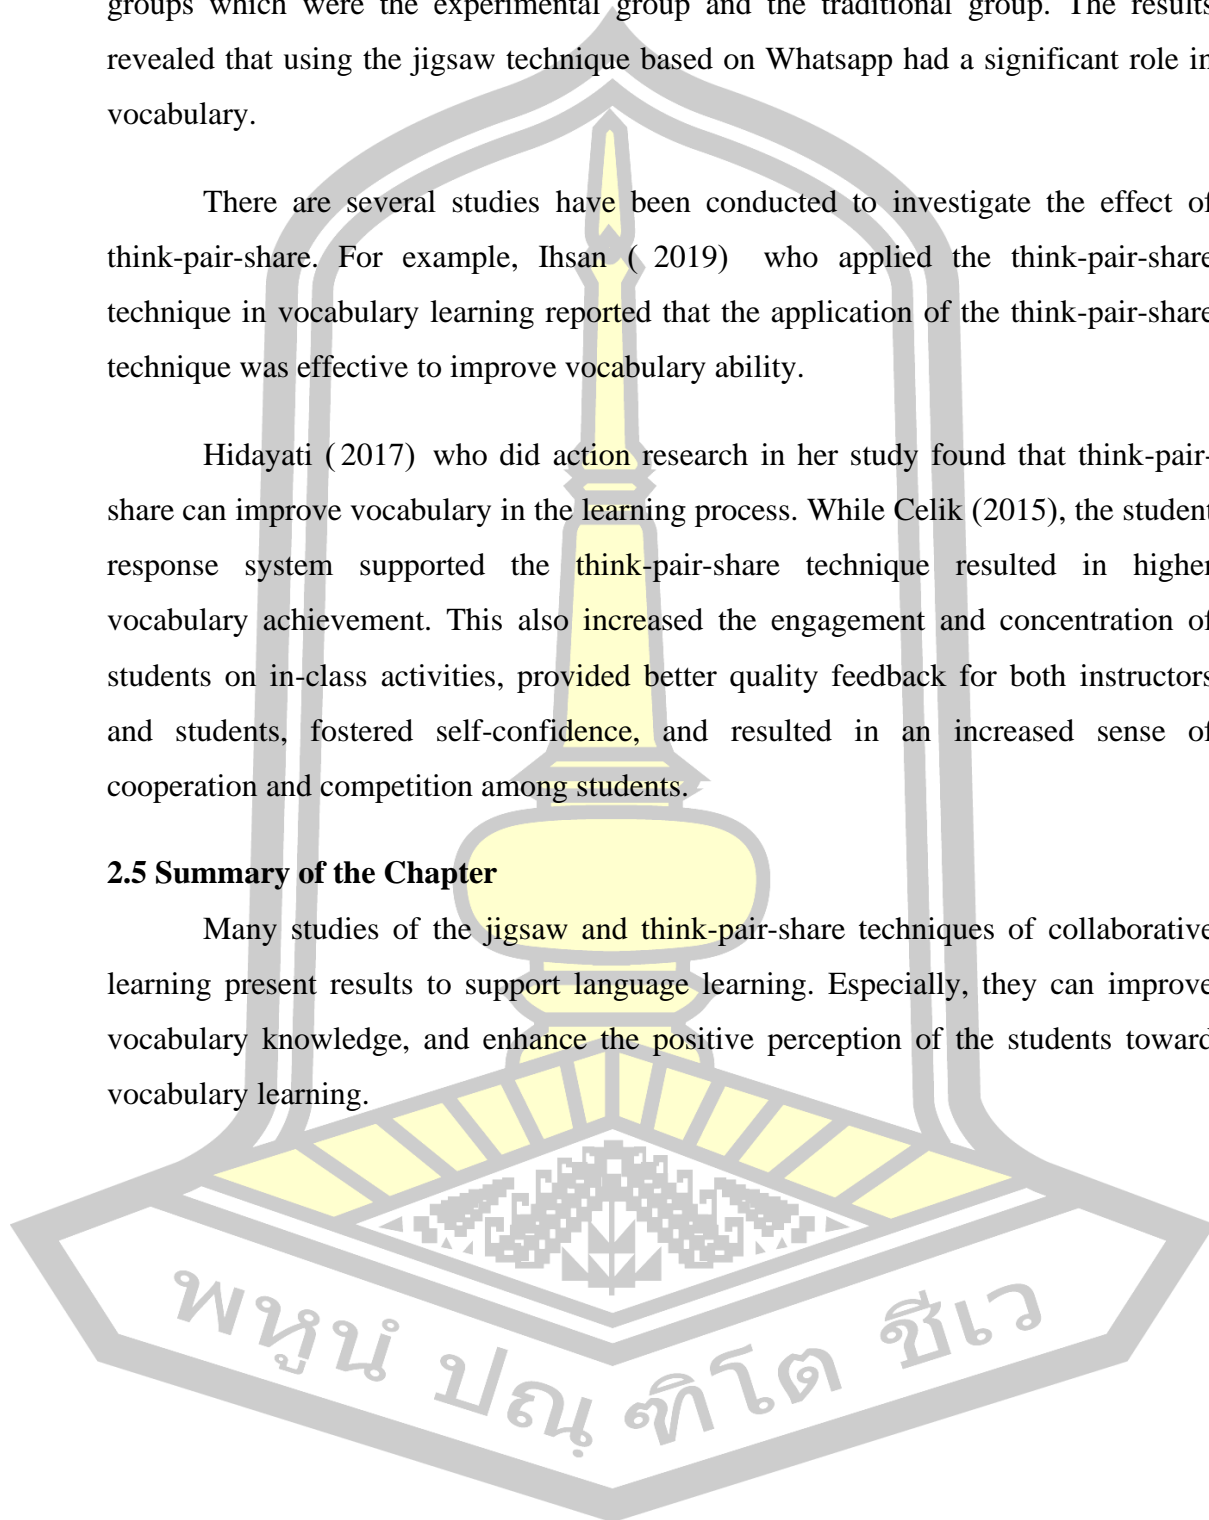 groups which were the experimental group and the traditional group. The results
revealed that using the jigsaw technique based on Whatsapp had a significant role in
vocabulary.
There are several studies have been conducted to investigate the effect of
think-pair-share. For example, Ihsan ( 2019) who applied the think-pair-share
technique in vocabulary learning reported that the application of the think-pair-share
technique was effective to improve vocabulary ability.
Hidayati (2017) who did action research in her study found that think-pair-
share can improve vocabulary in the learning process. While Celik (2015), the student
response system supported the think-pair-share technique resulted in higher
vocabulary achievement. This also increased the engagement and concentration of
students on in-class activities, provided better quality feedback for both instructors
and students, fostered self-confidence, and resulted in an increased sense of
cooperation and competition among students.
2.5 Summary of the Chapter
Many studies of the jigsaw and think-pair-share techniques of collaborative
learning present results to support language learning. Especially, they can improve
vocabulary knowledge, and enhance the positive perception of the students toward
vocabulary learning.
พหูนํ ปณฺฑิโต ชีเว